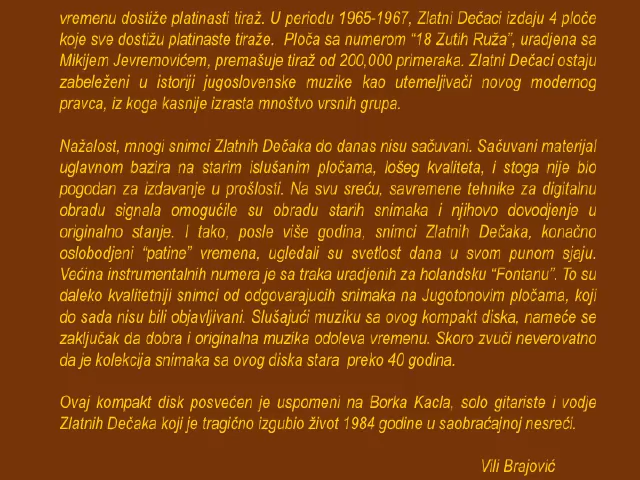 vremenu dostiže platinasti tiraž. U periodu 1965-1967, Zlatni Dečaci izdaju 4 ploče
koje sve dostižu platinaste tiraže. Ploča sa numerom “18 Zutih Ruža”, uradjena sa
Mikijem Jevremovićem, premašuje tiraž od 200,000 primeraka. Zlatni Dečaci ostaju
zabeleženi u istoriji jugoslovenske muzike kao utemeljivači novog modernog
pravca, iz koga kasnije izrasta mnoštvo vrsnih grupa.
Nažalost, mnogi snimci Zlatnih Dečaka do danas nisu sačuvani. Sačuvani materijal
uglavnom bazira na starim islušanim pločama, lošeg kvaliteta, i stoga nije bio
pogodan za izdavanje u prošlosti. Na svu sreću, savremene tehnike za digitalnu
obradu signala omogućile su obradu starih snimaka i njihovo dovodjenje u
originalno stanje. I tako, posle više godina, snimci Zlatnih Dečaka, konačno
oslobodjeni “patine” vremena, ugledali su svetlost dana u svom punom sjaju.
Većina instrumentalnih numera je sa traka uradjenih za holandsku “Fontanu”. To su
daleko kvalitetniji snimci od odgovarajucih snimaka na Jugotonovim pločama, koji
do sada nisu bili objavljivani. Slušajući muziku sa ovog kompakt diska, nameće se
zaključak da dobra i originalna muzika odoleva vremenu. Skoro zvuči neverovatno
da je kolekcija snimaka sa ovog diska stara preko 40 godina.
Ovaj kompakt disk posvećen je uspomeni na Borka Kacla, solo gitariste i vodje
Zlatnih Dečaka koji je tragično izgubio život 1984 godine u saobraćajnoj nesreći.
Vili Brajović